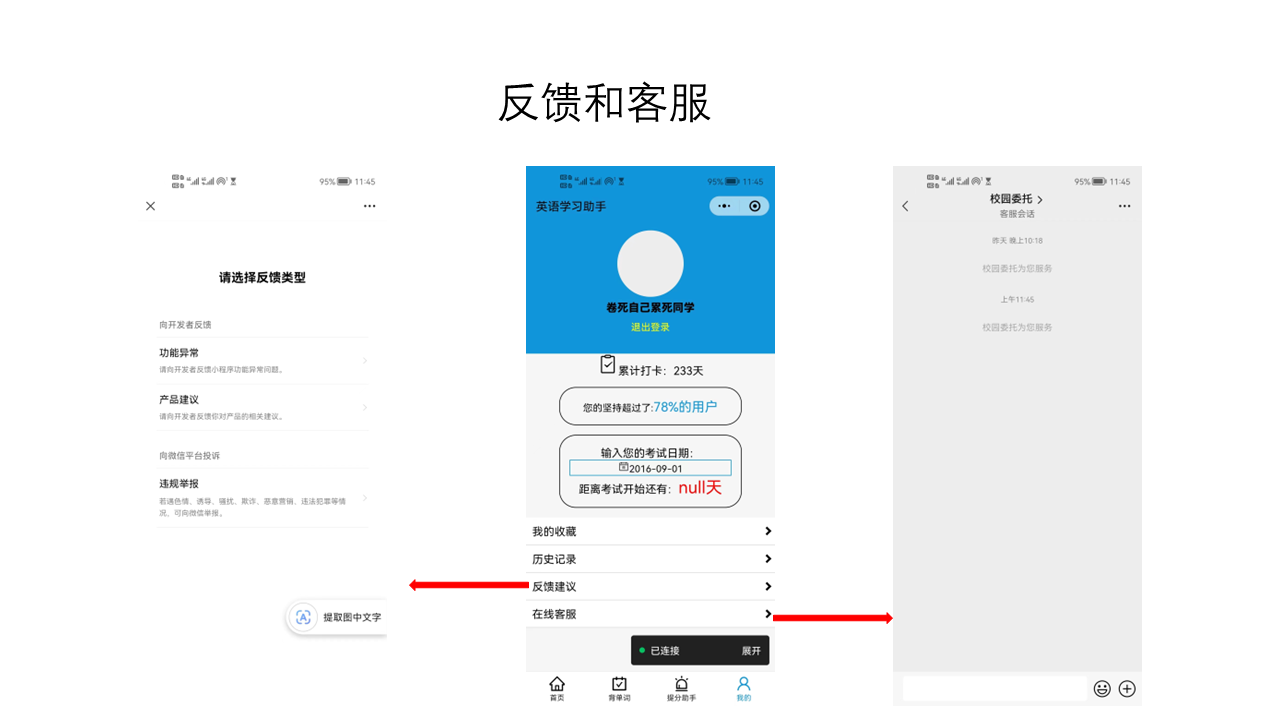 反馈和客服
95% 11:45
请选择反馈类型
向开发者反馈
功能异常
请向开发者反馈小程序功能异常问题。
产品建议
请向开发者反馈你对产品的相关建议。
向微信平台投诉
违规举报
若遇色情、诱导、骚扰、欺诈、恶意营销、违法犯罪等情
况、可向微信举报。
提取图中文字
95% 11:45
英语学习助手
卷死自己累死同学
退出登录
累计打卡：233天
您的坚持超过了:78%的用户
输入您的考试日期:
2016-09-01
距离考试开始还有：null天
我的收藏
历史记录
反馈建议
在线客服
已连接 展开
首页 背单词 提分助手 我的
95% 11:45
校园委托
客服会话
昨天 晚上10:18
校园委托为您服务
上午11:45
校园委托为您服务